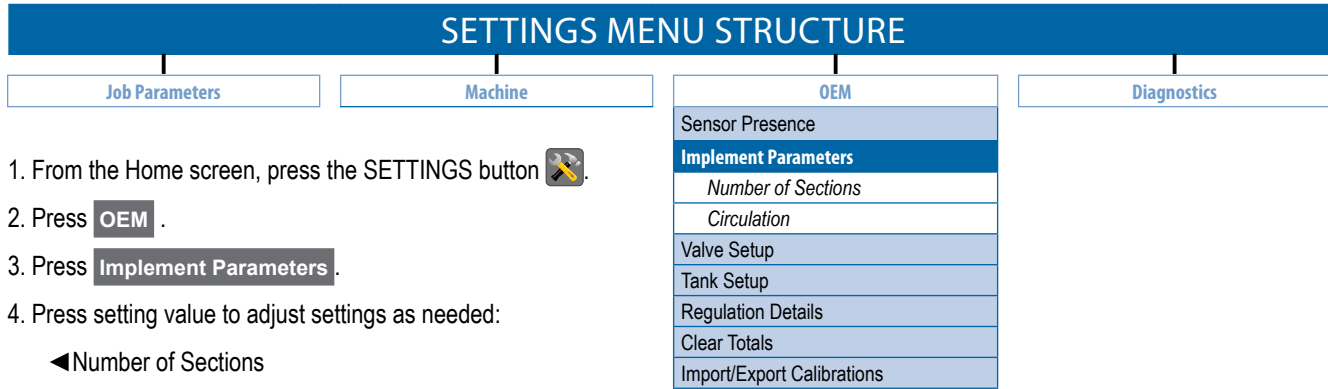 SETTINGS MENU STRUCTURE
Job Parameters
Machine
OEM
Diagnostics
1. From the Home screen, press the SETTINGS button .
2. Press OEM .
3. Press Implement Parameters .
4. Press setting value to adjust settings as needed:
◄Number of Sections
Sensor Presence
Implement Parameters
Number of Sections
Circulation
Valve Setup
Tank Setup
Regulation Details
Clear Totals
Import/Export Calibrations